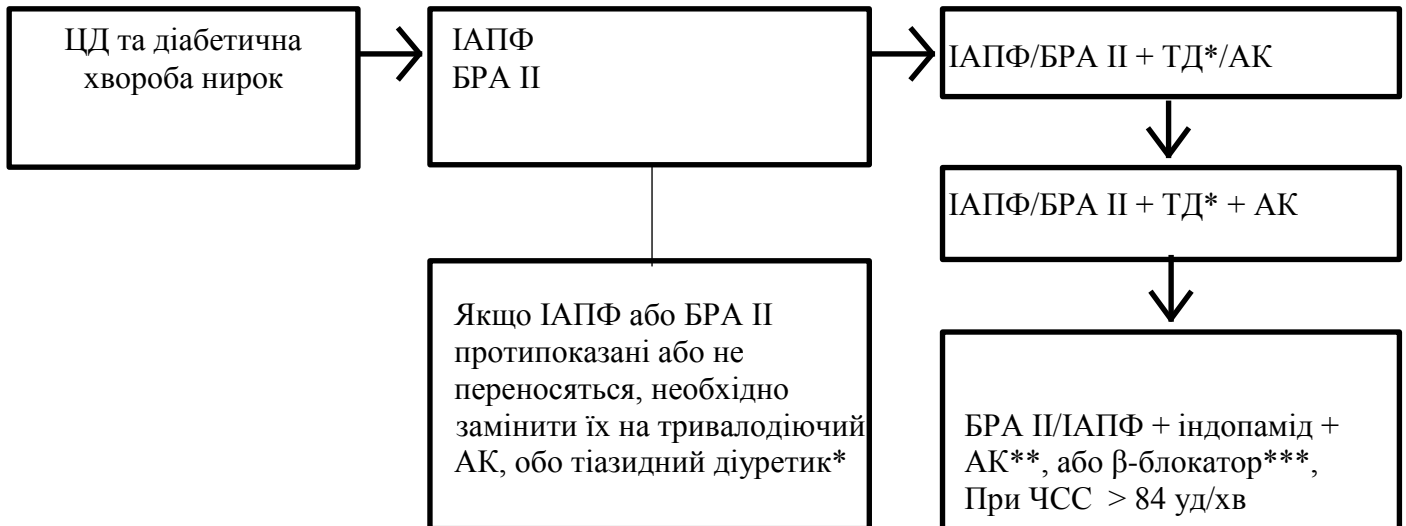 ЦД та діабетична
хвороба нирок
ІАПФ
БРА ІІ
ІАПФ/БРА ІІ + ТД*/АК
ІАПФ/БРА ІІ + ТД* + АК
Якщо ІАПФ або БРА ІІ
протипоказані або не
переносяться, необхідно
замінити їх на тривалодіючий
АК, обо тіазидний діуретик*
БРА ІІ/ІАПФ + індопамід +
АК**, або β-блокатор***,
При ЧСС > 84 уд/хв